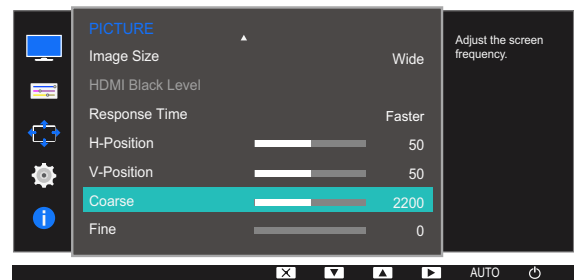 PICTURE
Image Size Wide
HDMI Black Level
Response Time Faster
H-Position 50
V-Position 50
Coarse 2200
Fine 0
Adjust the screen
frequency.
AUTO